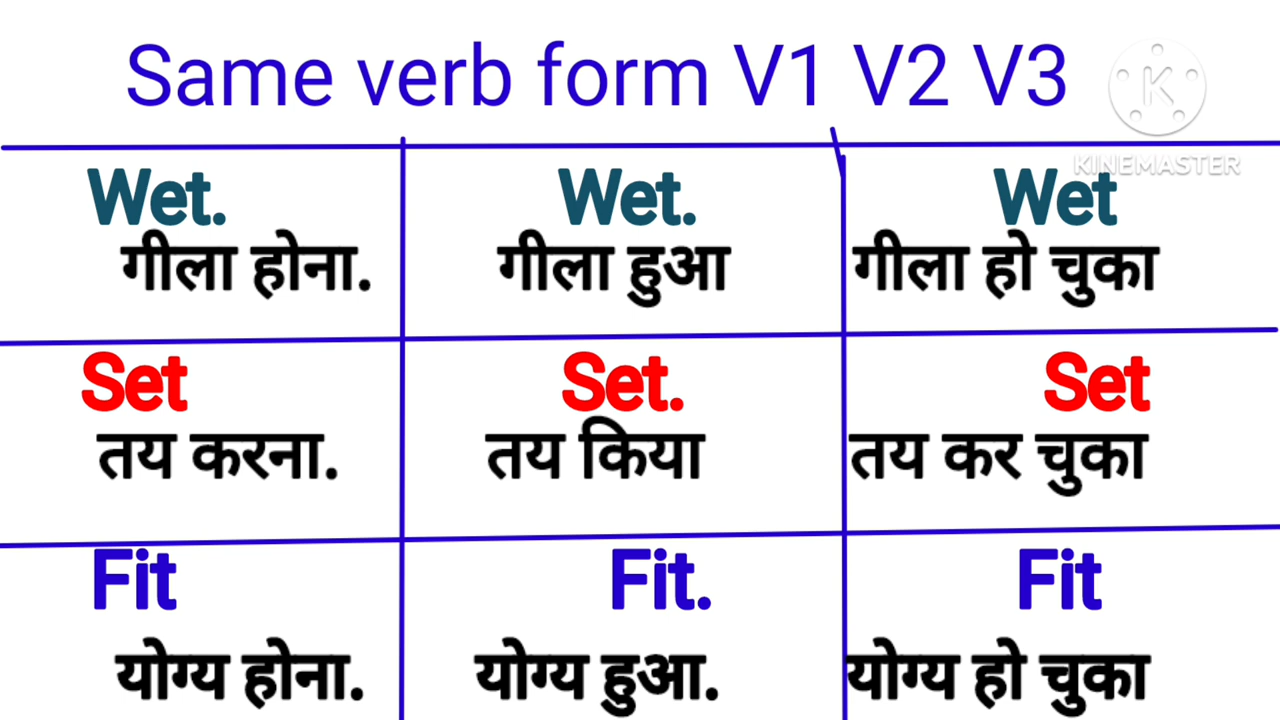 Same verb form V1 V2 V3
KINEMASTER
Wet. Wet. Wet
गीला होना. गीला हुआ गीला हो चुका
Set Set. Set
तय करना. तय किया तय कर चुका
Fit Fit. Fit
योग्य होना. योग्य हुआ. योग्य हो चुका